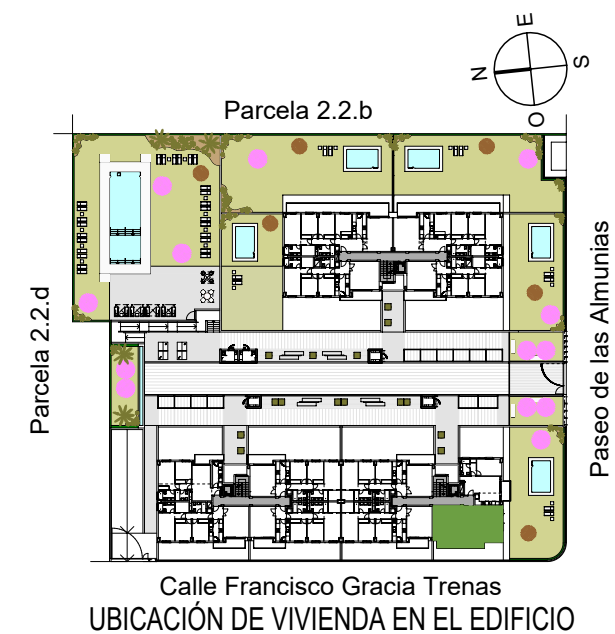 E
N
S
O
Parcela 2.2.b
Parcela 2.2.d
Paseo de las Almunias
Calle Francisco Gracia Trenas
UBICACIÓN DE VIVIENDA EN EL EDIFICIO